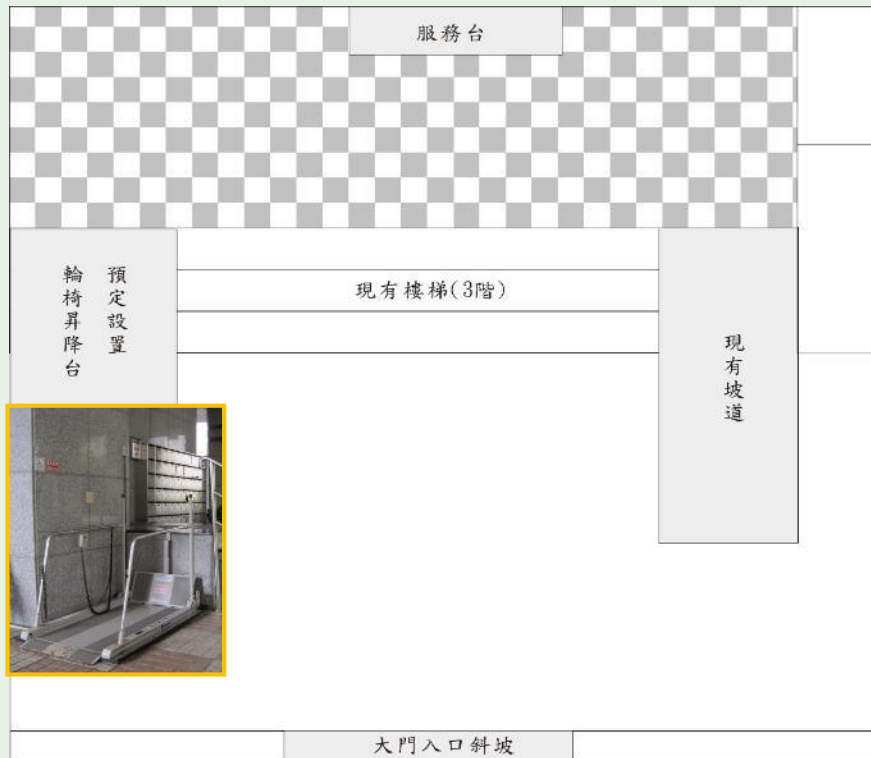 服務台
預定設置
輪椅昇降台
現有樓梯(3階)
現有坡道
大門入口斜坡